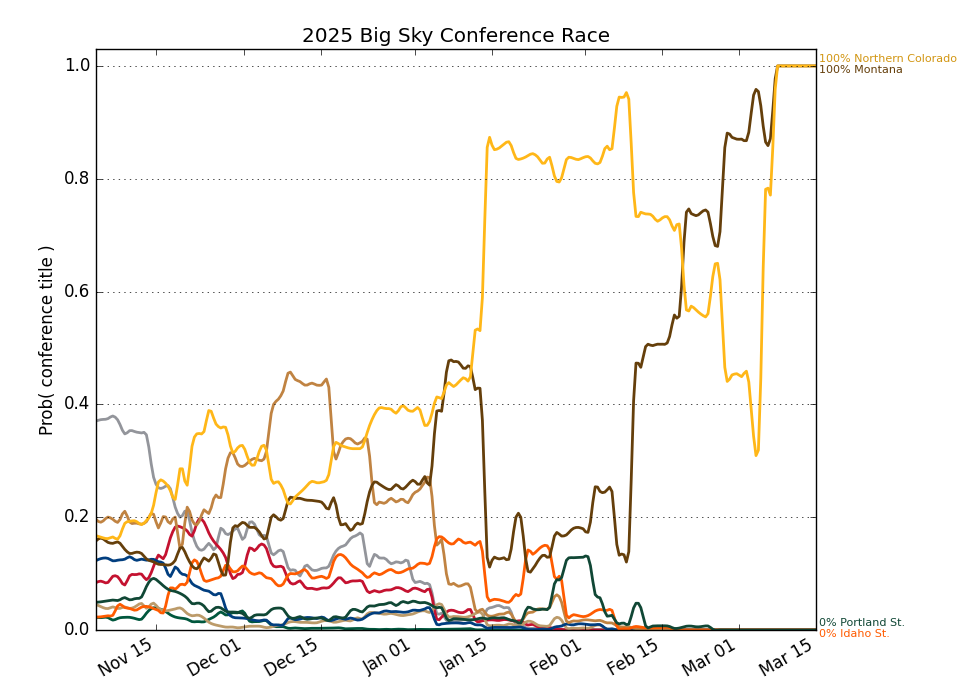 2025 Big Sky Conference Race
Prob( conference title )
1.0
0.8
0.6
0.4
0.2
0.0
Nov 15
Dec 01
Dec 15
Jan 01
Jan 15
Feb 01
Feb 15
Mar 01
Mar 15
100% Northern Colorado
100% Montana
0% Portland St.
0% Idaho St.